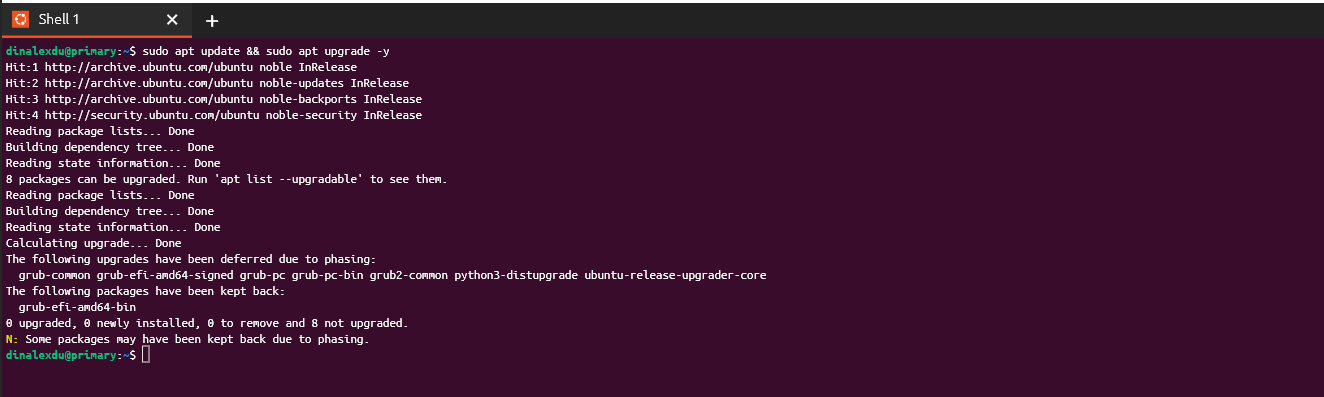 Shell 1
dinalexdu@primary:~$ sudo apt update && sudo apt upgrade -y
Hit:1 http://archive.ubuntu.com/ubuntu noble InRelease
Hit:2 http://archive.ubuntu.com/ubuntu noble-updates InRelease
Hit:3 http://archive.ubuntu.com/ubuntu noble-backports InRelease
Hit:4 http://security.ubuntu.com/ubuntu noble-security InRelease
Reading package lists... Done
Building dependency tree... Done
Reading state information... Done
8 packages can be upgraded. Run 'apt list --upgradable' to see them.
Reading package lists... Done
Building dependency tree... Done
Reading state information... Done
Calculating upgrade... Done
The following upgrades have been deferred due to phasing:
  grub-common grub-efi-amd64-signed grub-pc grub-pc-bin grub2-common python3-distupgrade ubuntu-release-upgrader-core
The following packages have been kept back:
  grub-efi-amd64-bin
0 upgraded, 0 newly installed, 0 to remove and 8 not upgraded.
N: Some packages may have been kept back due to phasing.
dinalexdu@primary:~$